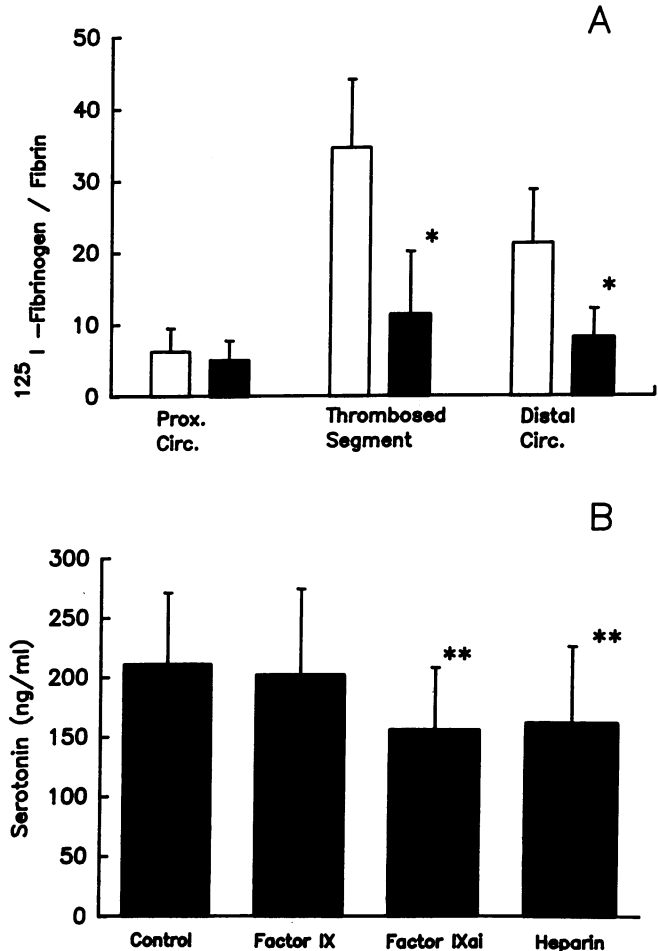 A
50
40
30
20
10
0
125 I -Fibrinogen / Fibrin
*
*
Prox. Circ.
Thrombosed Segment
Distal Circ.
B
300
250
200
150
100
50
0
Serotonin (ng/ml)
**
**
Control
Factor IX
Factor IXai
Heparin